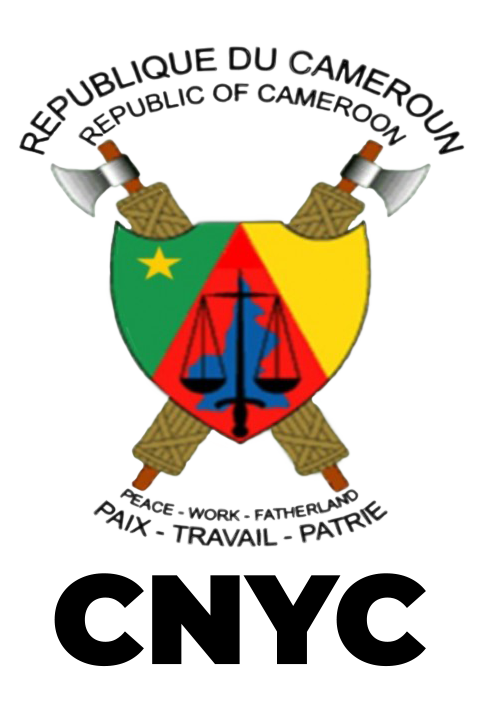 REPUBLIQUE DU CAMEROUN
REPUBLIC OF CAMEROON
PEACE - WORK - FATHERLAND
PAIX - TRAVAIL - PATRIE
CNYC